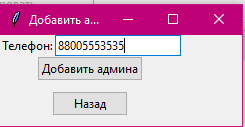 Добавить а...
Телефон: 88005553535
Добавить админа
Назад